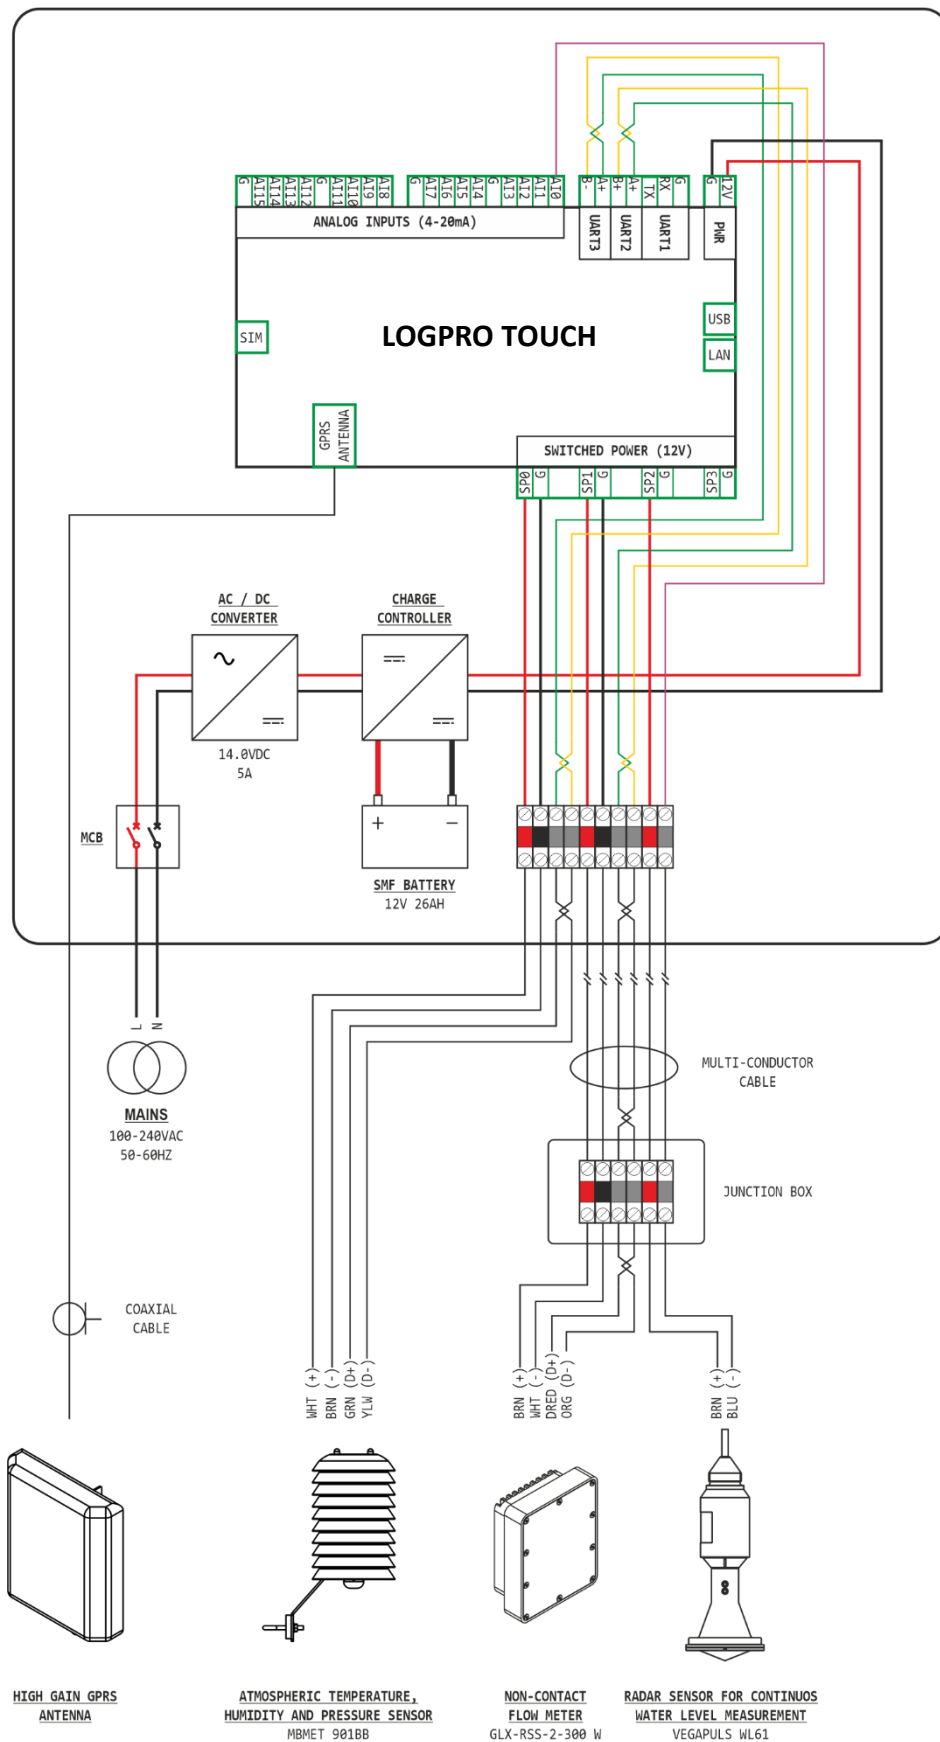 G
AI15
AI14
AI13
AI12
G
AI11
AI10
AI9
AI8
G
AI7
AI6
AI5
AI4
G
AI3
AI2
AI1
AI0
B-
A+
B+
A+
TX
RX
G
G
12V
ANALOG INPUTS (4-20mA)
UART3
UART2
UART1
PWR
SIM
LOGPRO TOUCH
USB
LAN
GPRS
ANTENNA
SWITCHED POWER (12V)
SP0
G
SP1
G
SP2
G
SP3
G
AC / DC
CONVERTER
CHARGE
CONTROLLER
14.0VDC
5A
MCB
+
−
SMF BATTERY
12V 26AH
L
N
MAINS
100-240VAC
50-60HZ
MULTI-CONDUCTOR
CABLE
JUNCTION BOX
COAXIAL
CABLE
WHT (+)
BRN (-)
GRN (D+)
YLW (D-)
BRN (+)
WHT (-)
DRED (D+)
ORG (D-)
BRN (+)
BLU (-)
HIGH GAIN GPRS
ANTENNA
ATMOSPHERIC TEMPERATURE,
HUMIDITY AND PRESSURE SENSOR
MBMET 901BB
NON-CONTACT
FLOW METER
GLX-RSS-2-300 W
RADAR SENSOR FOR CONTINUOS
WATER LEVEL MEASUREMENT
VEGAPULS WL61